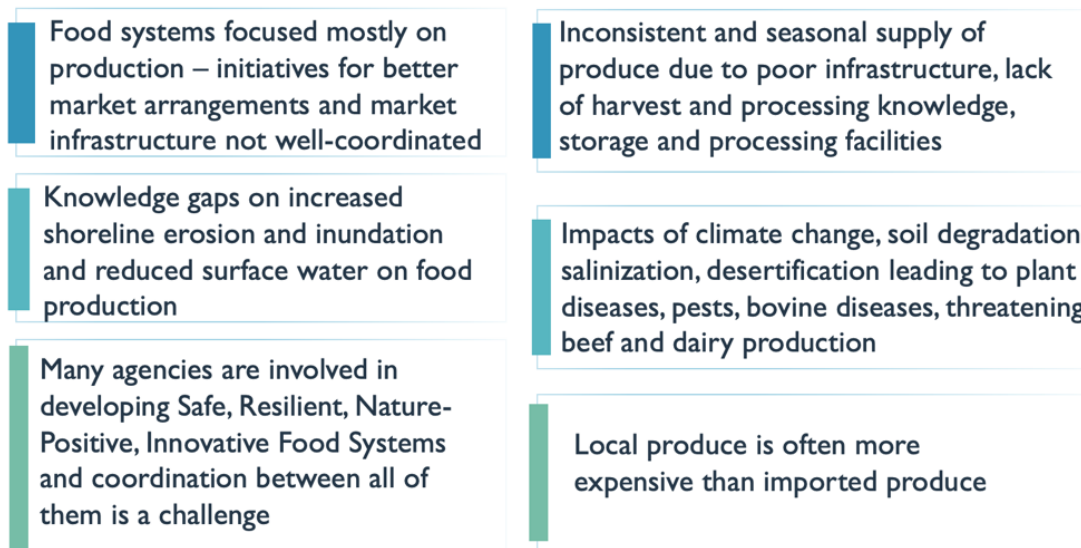 Food systems focused mostly on
production – initiatives for better
market arrangements and market
infrastructure not well-coordinated
Knowledge gaps on increased
shoreline erosion and inundation
and reduced surface water on food
production
Many agencies are involved in
developing Safe, Resilient, Nature-
Positive, Innovative Food Systems
and coordination between all of
them is a challenge
Inconsistent and seasonal supply of
produce due to poor infrastructure, lack
of harvest and processing knowledge,
storage and processing facilities
Impacts of climate change, soil degradation
salinization, desertification leading to plant
diseases, pests, bovine diseases, threatening
beef and dairy production
Local produce is often more
expensive than imported produce